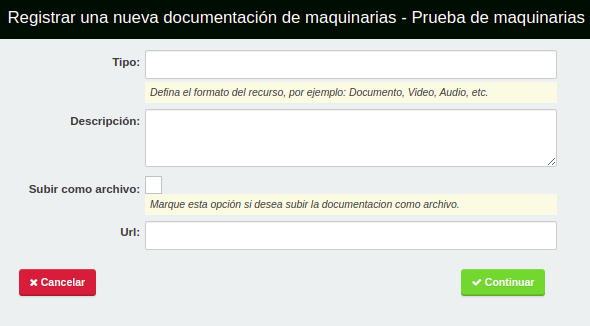 Registrar una nueva documentación de maquinarias - Prueba de maquinarias
Tipo:
Defina el formato del recurso, por ejemplo: Documento, Video, Audio, etc.
Descripción:
Subir como archivo:
Marque esta opción si desea subir la documentacion como archivo.
Url:
Cancelar
Continuar